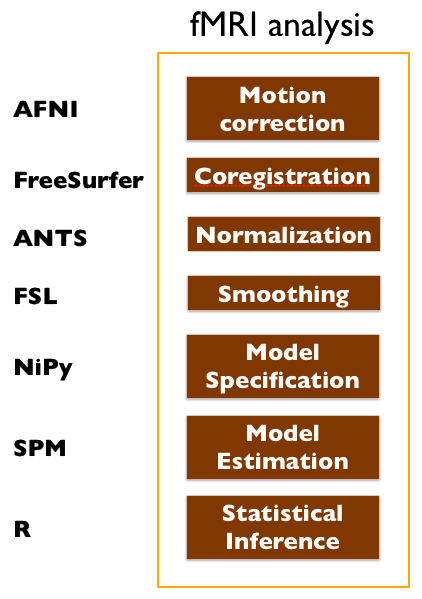 fMRI analysis
AFNI
Motion
correction
FreeSurfer
Coregistration
ANTS
Normalization
FSL
Smoothing
NiPy
Model
Specification
SPM
Model
Estimation
R
Statistical
Inference